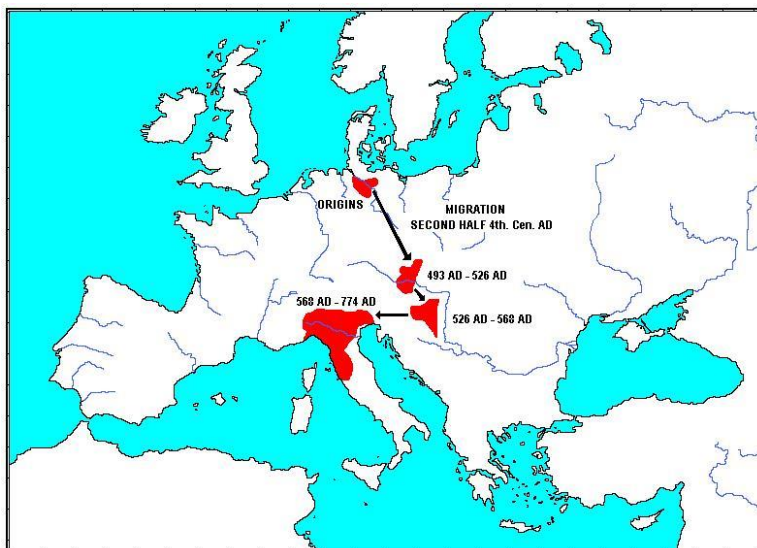 ORIGINS
MIGRATION
SECOND HALF 4th. Cen. AD
493 AD - 526 AD
568 AD - 774 AD
526 AD - 568 AD